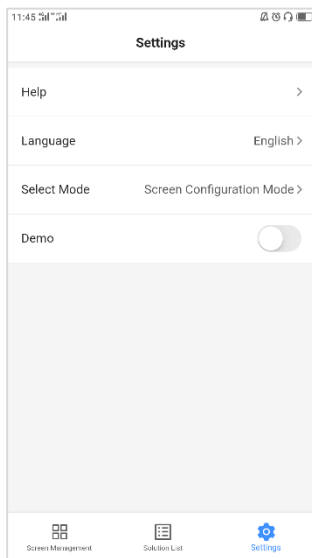 11:45
Settings
Help
Language English
Select Mode Screen Configuration Mode
Demo
Screen Management Solution List Settings